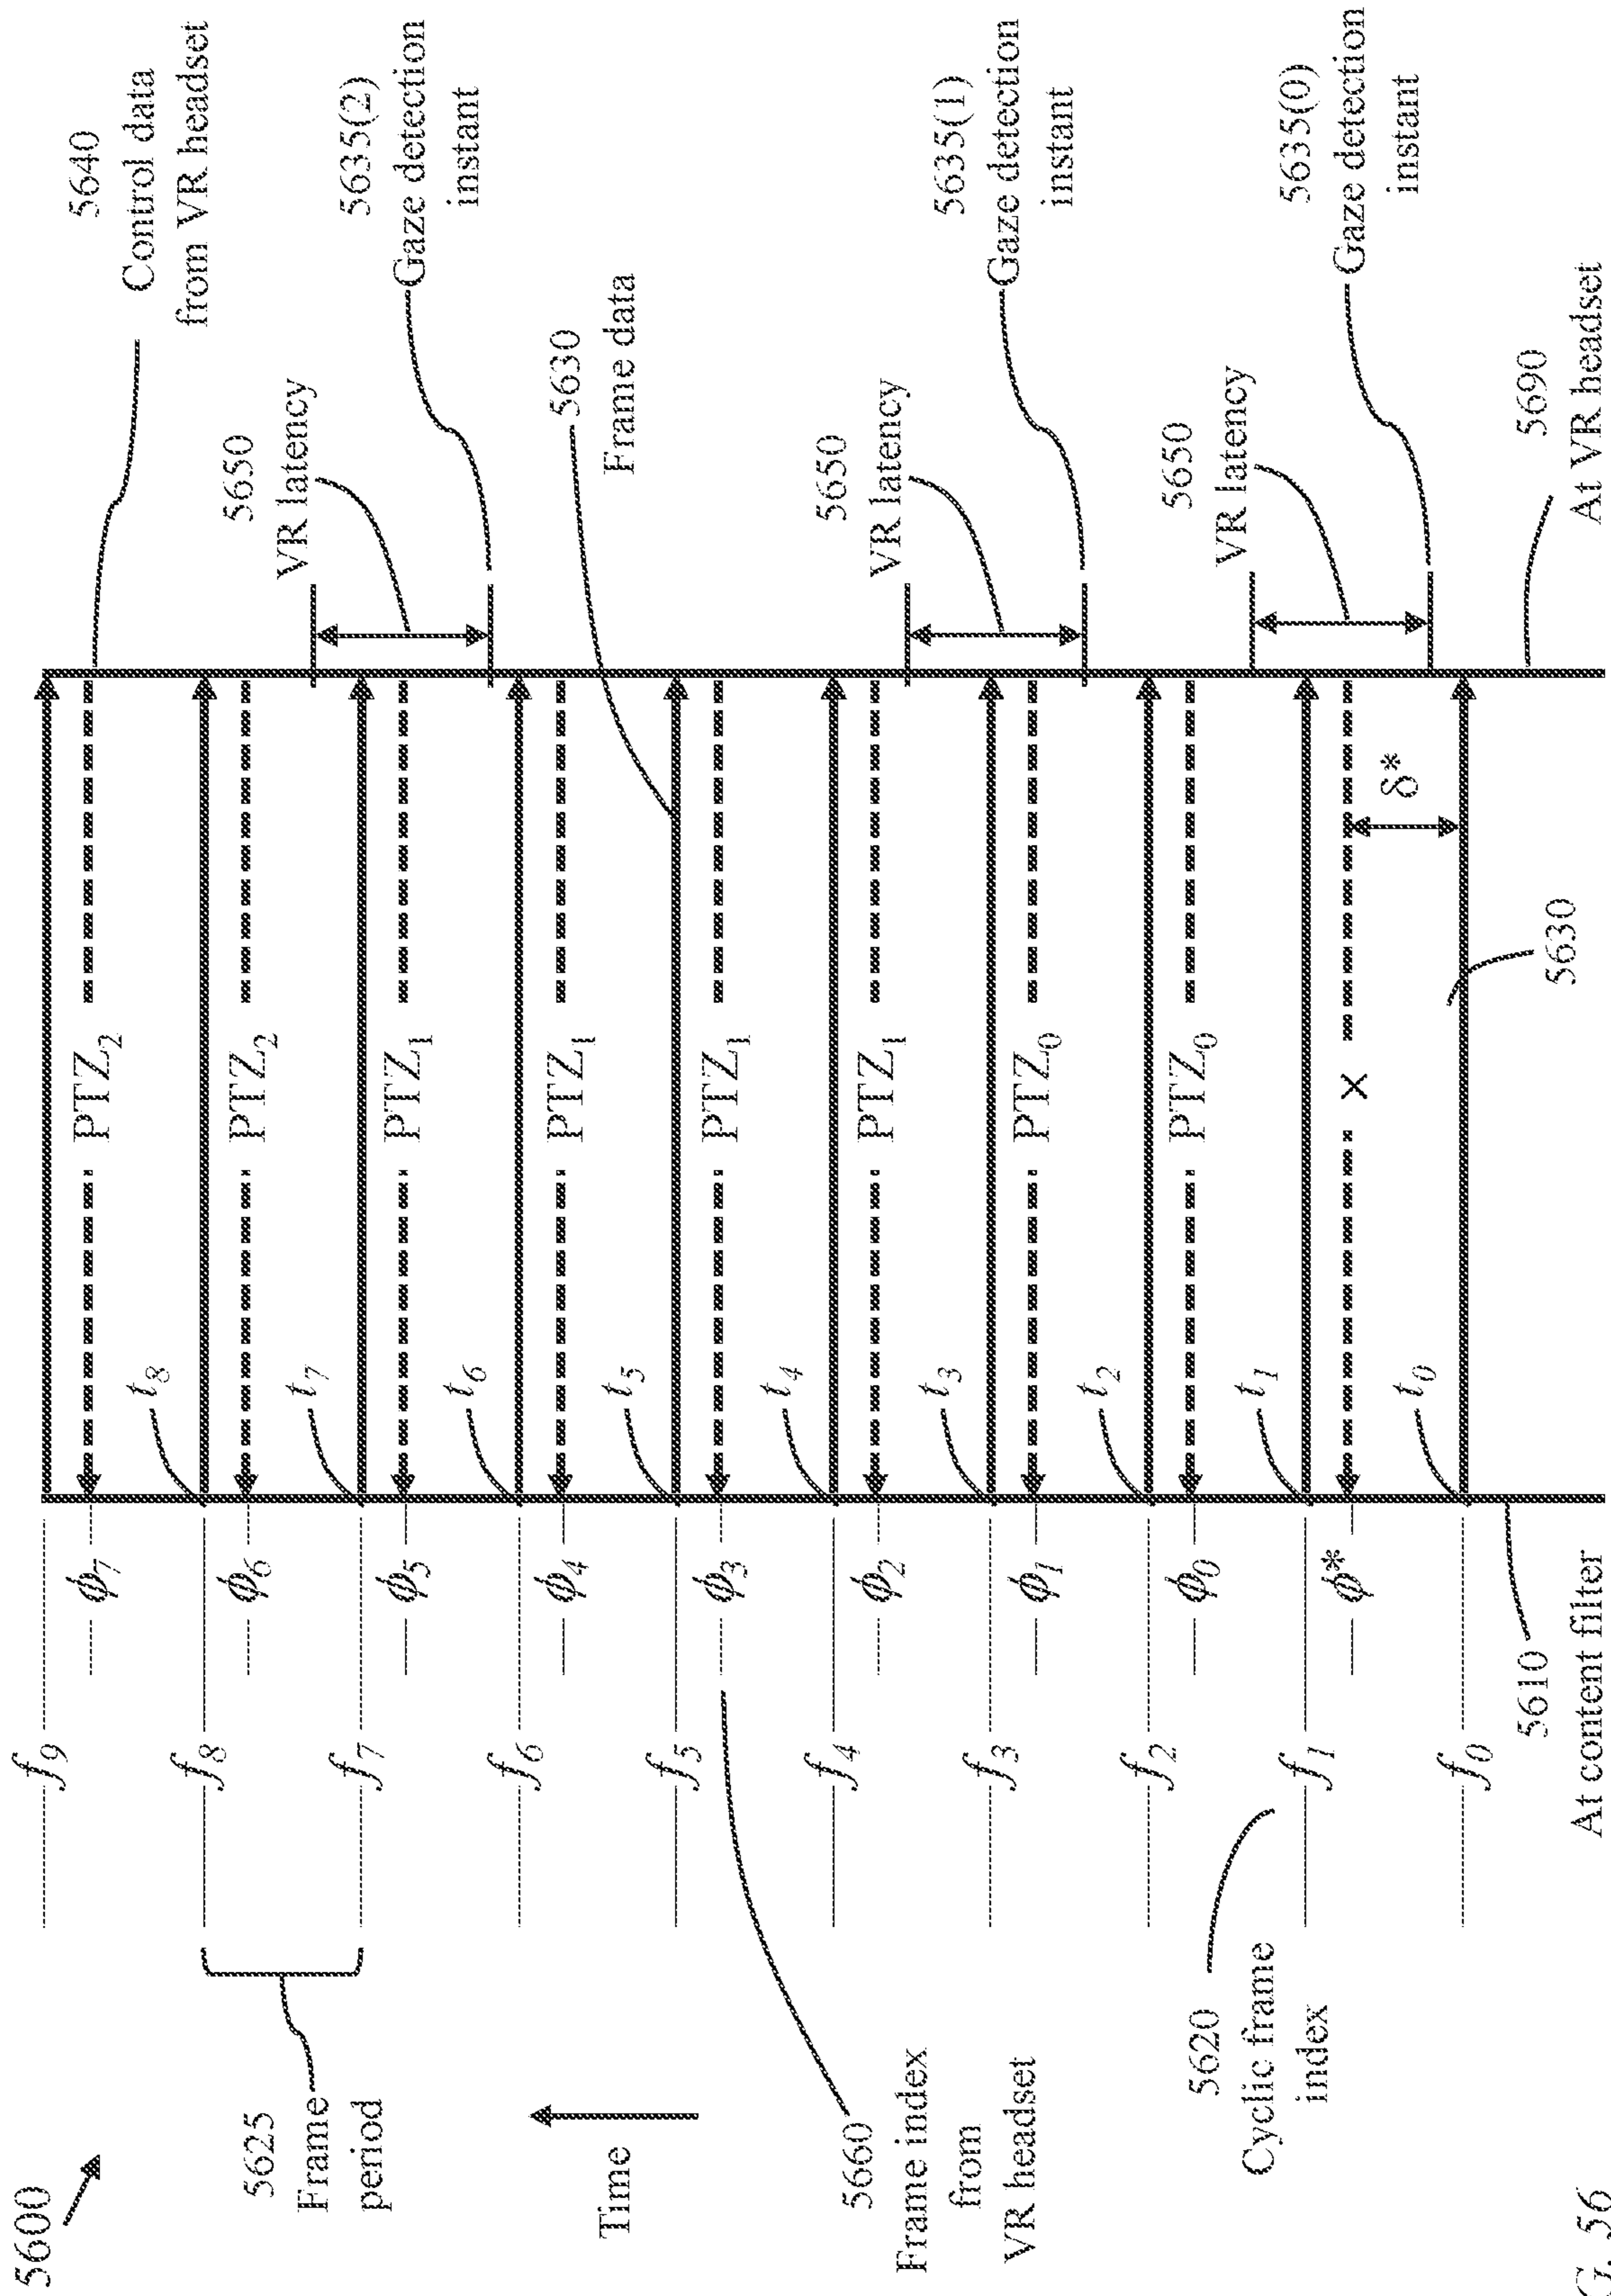 5600
f9
φ7
PTZ2
5640
Control data
from VR headset
t8
f8
φ6
PTZ2
5625
Frame
period
5650
VR latency
t7
f7
φ5
PTZ1
5635(2)
Gaze detection
instant
t6
f6
φ4
PTZ1
5630
Frame data
Time
t5
f5
φ3
PTZ1
t4
f4
φ2
PTZ1
5660
Frame index
from
VR headset
5650
VR latency
t3
f3
φ1
PTZ0
5635(1)
Gaze detection
instant
t2
f2
φ0
PTZ0
5650
VR latency
5620
Cyclic frame
index
t1
f1
φ*
×
δ*
5635(0)
Gaze detection
instant
t0
f0
5630
5610
At content filter
5690
At VR headset
G. 56